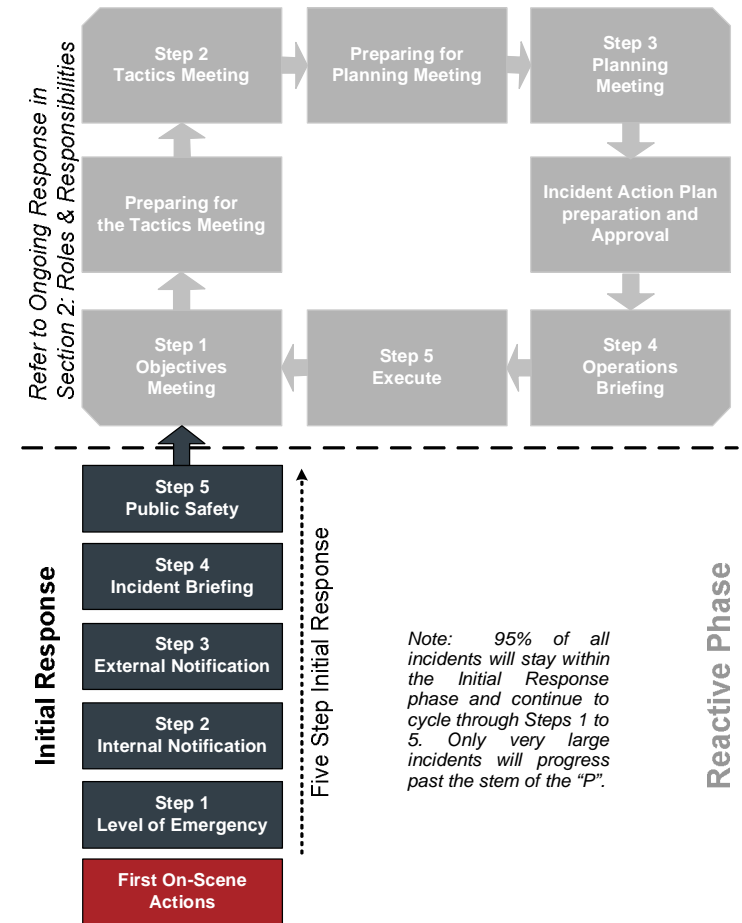 Refer to Ongoing Response in
Section 2: Roles & Responsibilities
Step 2
Tactics Meeting
Preparing for
Planning Meeting
Step 3
Planning
Meeting
Preparing for
the Tactics Meeting
Incident Action Plan
preparation and
Approval
Step 1
Objectives
Meeting
Step 5
Execute
Step 4
Operations
Briefing
Initial Response
Step 5
Public Safety
Step 4
Incident Briefing
Step 3
External Notification
Step 2
Internal Notification
Step 1
Level of Emergency
First On-Scene
Actions
Five Step Initial Response
Note: 95% of all
incidents will stay within
the Initial Response
phase and continue to
cycle through Steps 1 to
5. Only very large
incidents will progress
past the stem of the “P”.
Reactive Phase